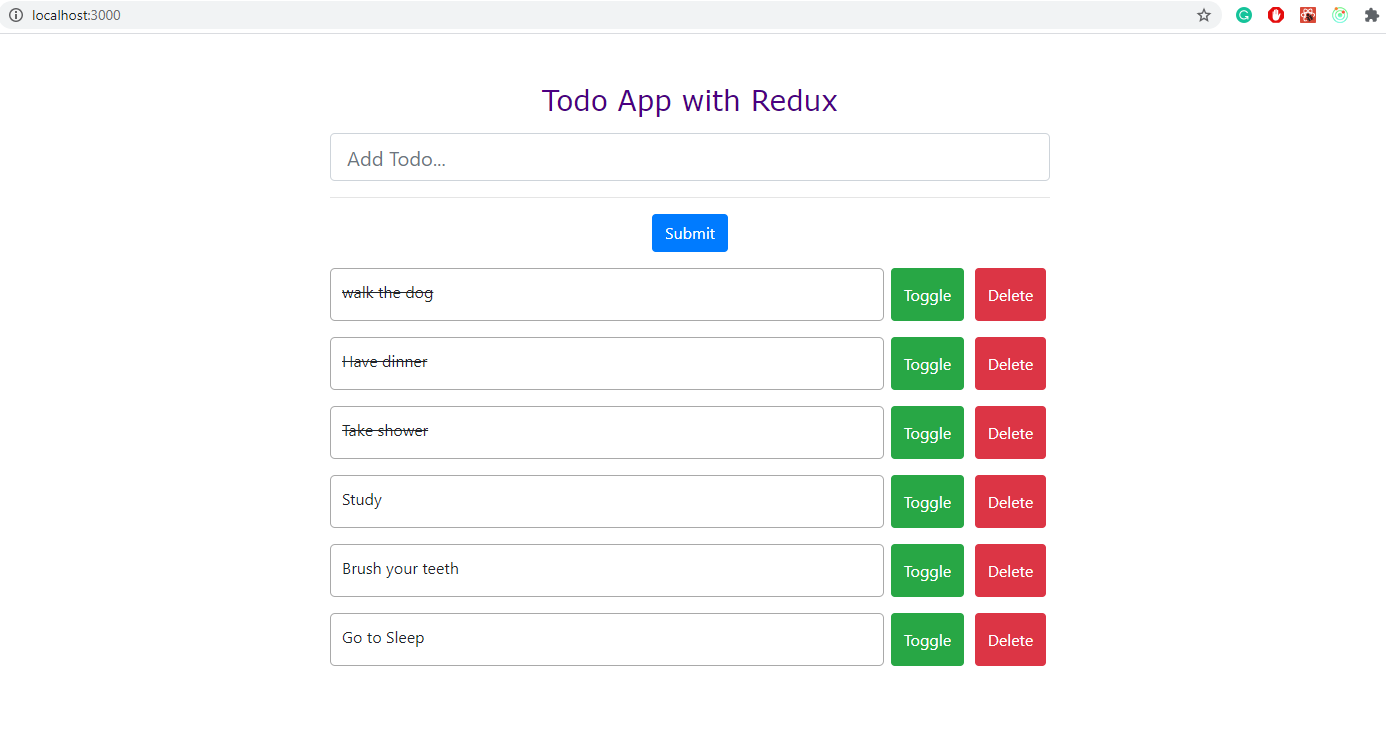 localhost:3000
Todo App with Redux
Add Todo...
Submit
walk the dog Toggle Delete
Have dinner Toggle Delete
Take shower Toggle Delete
Study Toggle Delete
Brush your teeth Toggle Delete
Go to Sleep Toggle Delete